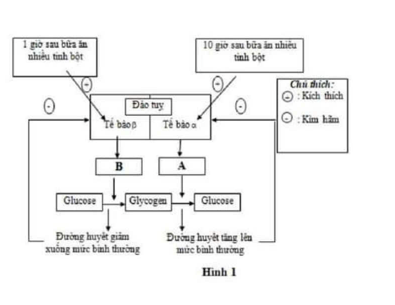 1 giờ sau bữa ăn
nhiều tinh bột
10 giờ sau bữa ăn nhiều
tinh bột
Chú thích:
+ : Kích thích
- : Kìm hãm
+
+
-
-
Đảo tuỵ
Tế bào β
Tế bào α
B
A
+
+
Glucose
Glycogen
Glucose
Đường huyết giảm
xuống mức bình thường
Đường huyết tăng lên
mức bình thường
Hình 1